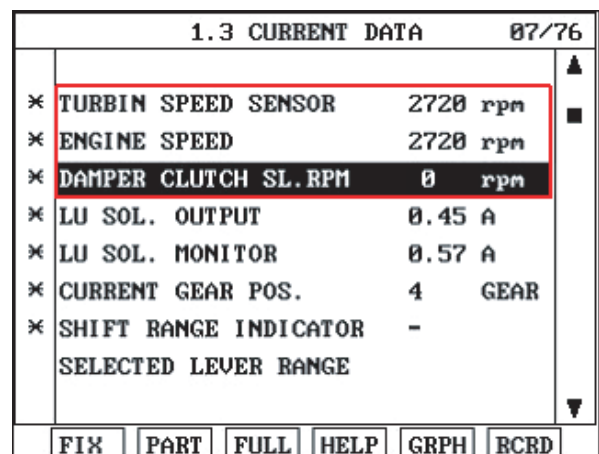 1.3 CURRENT DATA 07/76
* TURBIN SPEED SENSOR 2720 rpm
* ENGINE SPEED 2720 rpm
* DAMPER CLUTCH SL.RPM 0 rpm
* LU SOL. OUTPUT 0.45 A
* LU SOL. MONITOR 0.57 A
* CURRENT GEAR POS. 4 GEAR
* SHIFT RANGE INDICATOR -
SELECTED LEVER RANGE
FIX PART FULL HELP GRPH RCRD